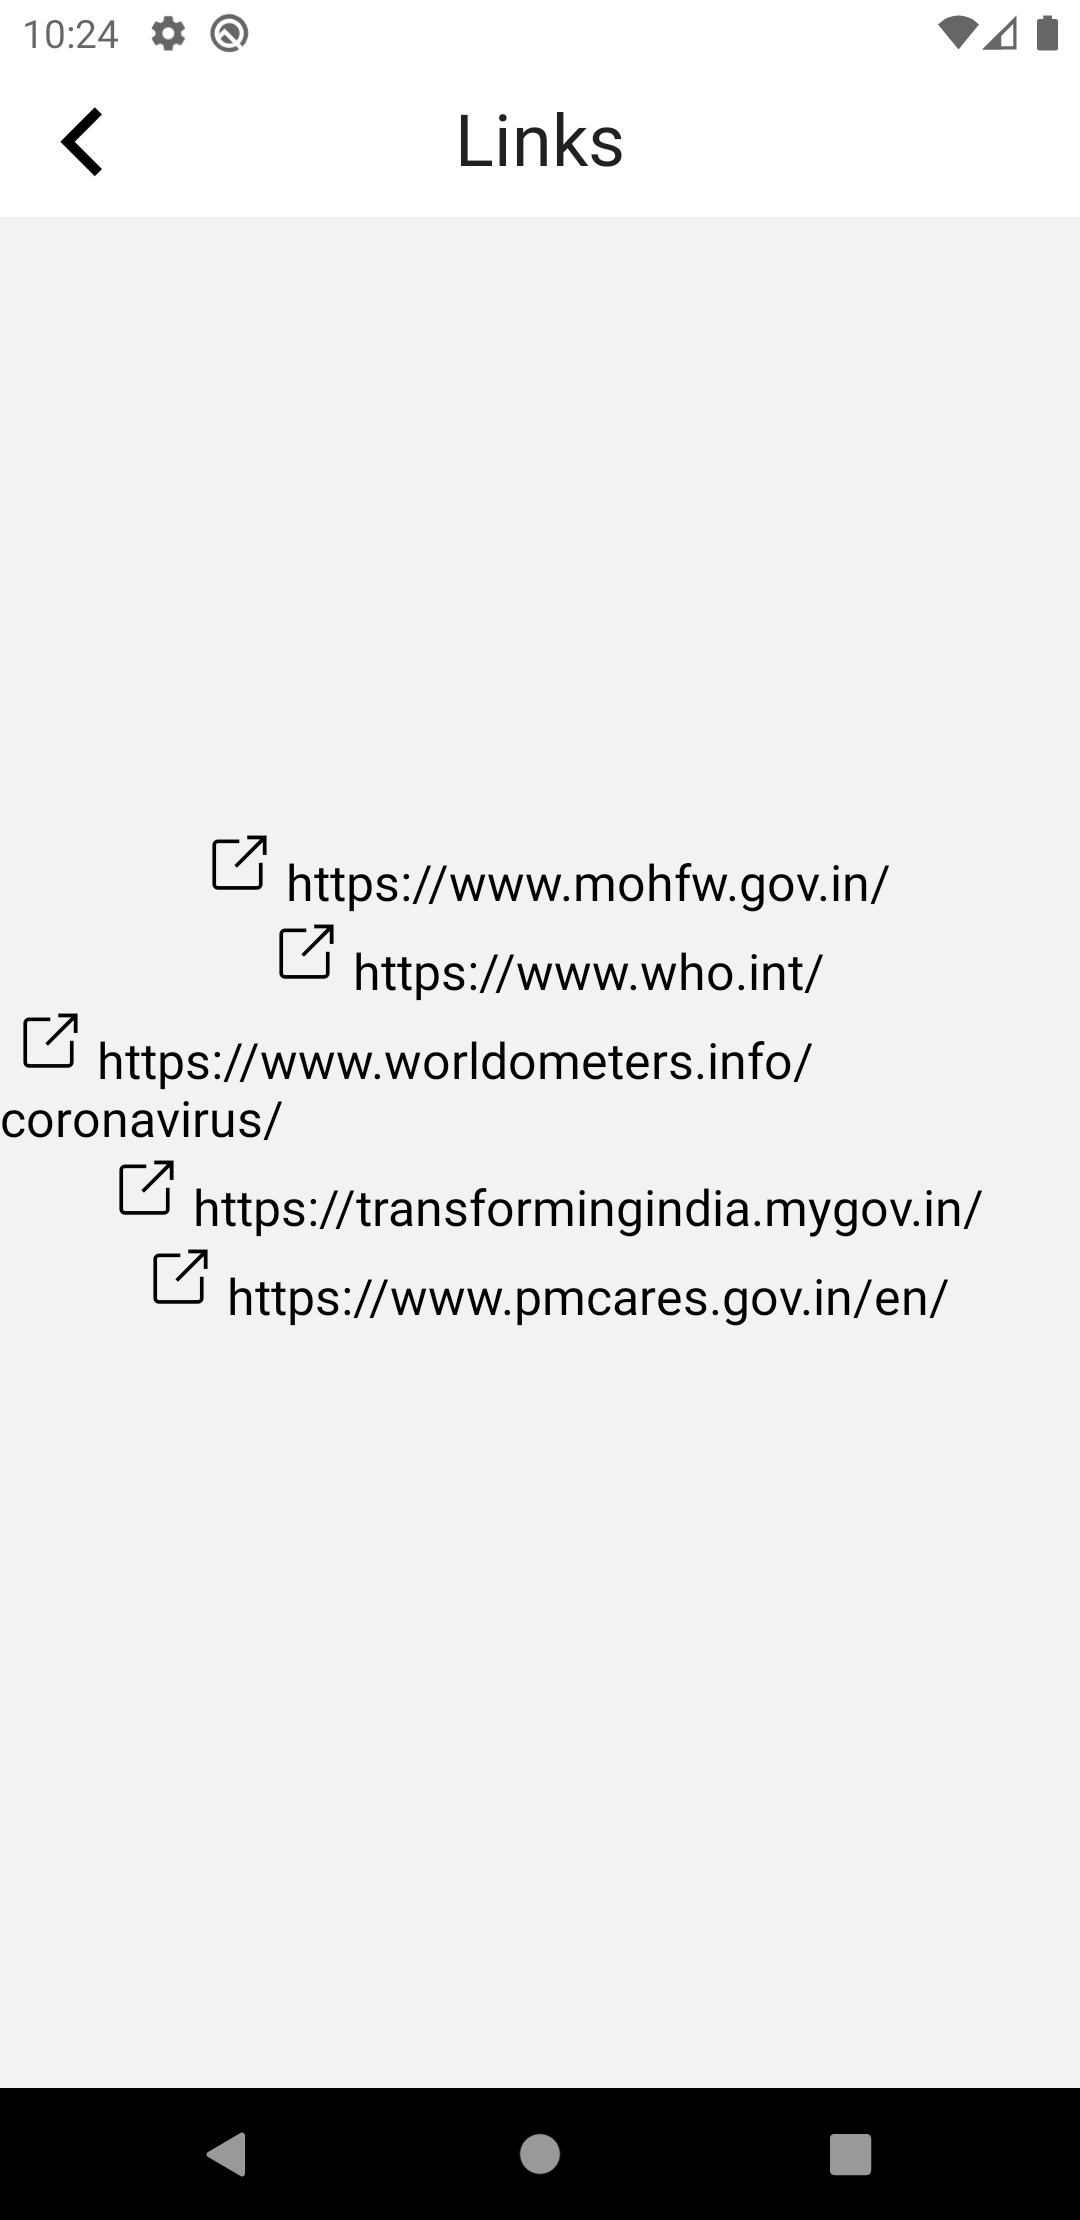 10:24
Links
https://www.mohfw.gov.in/
https://www.who.int/
https://www.worldometers.info/
coronavirus/
https://transformingindia.mygov.in/
https://www.pmcares.gov.in/en/